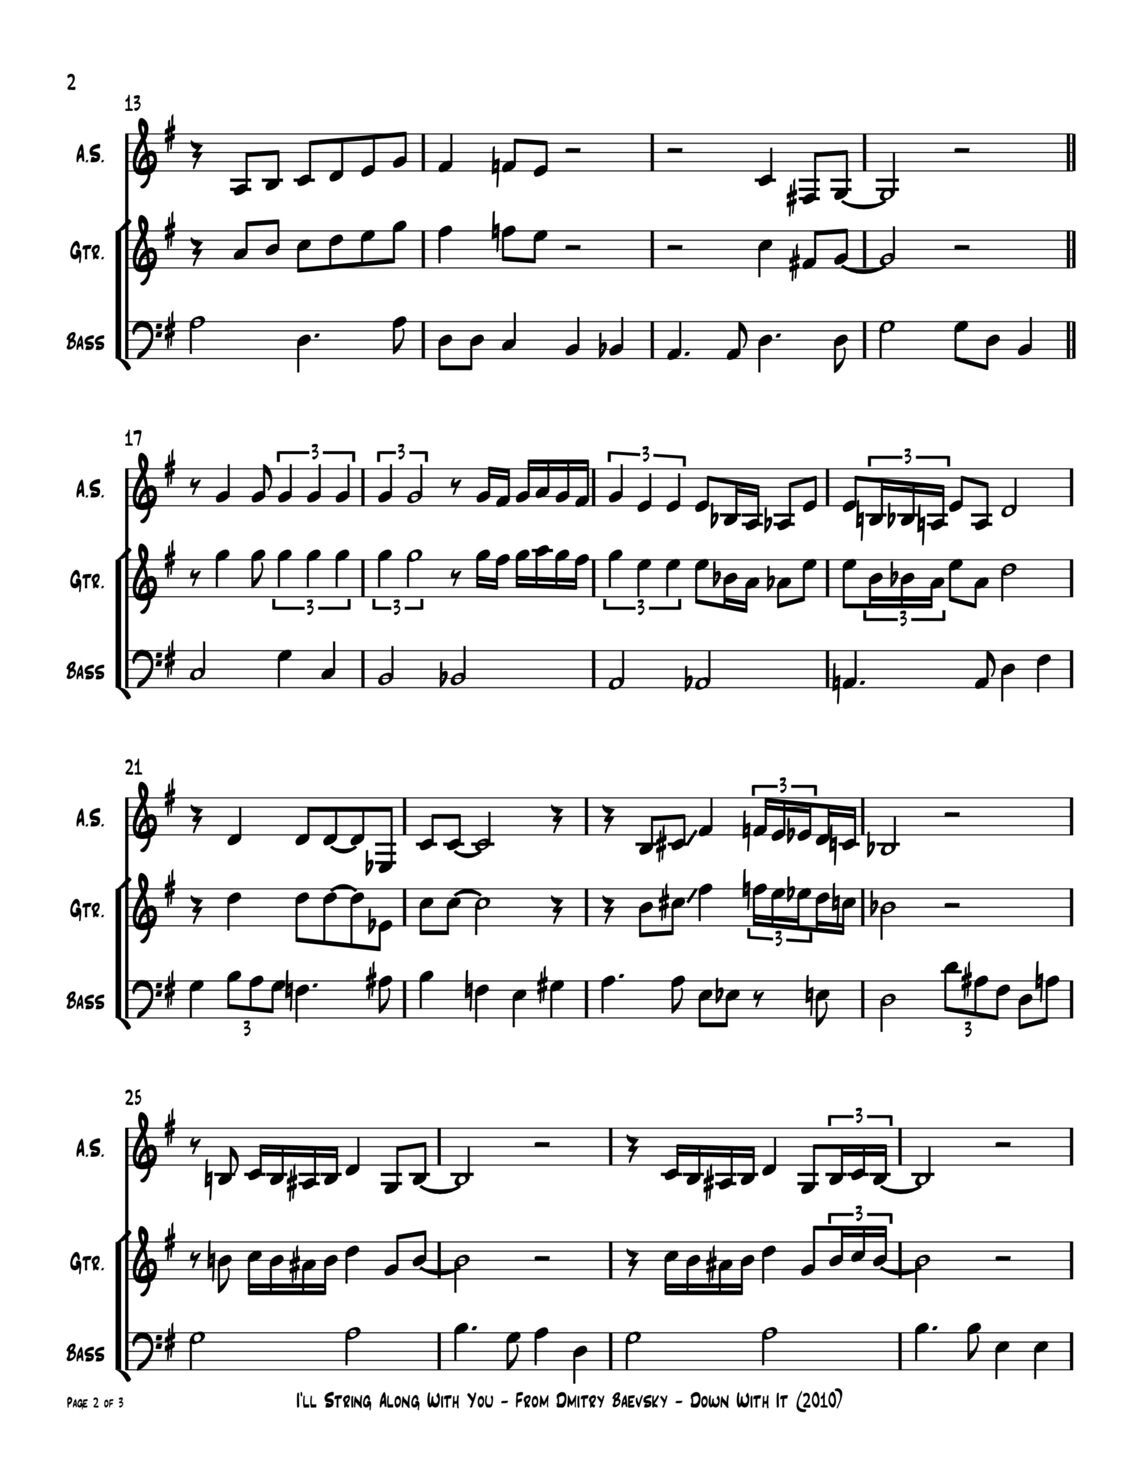 2
13
A.S.
Gtr.
Bass
17
3 3 3 3
A.S.
Gtr.
3 3 3 3
Bass
21
3
A.S.
Gtr.
3
Bass
3 3
25
3
A.S.
3
Gtr.
Bass
Page 2 of 3
I'll String Along With You - From Dmitry Baevsky - Down With It (2010)